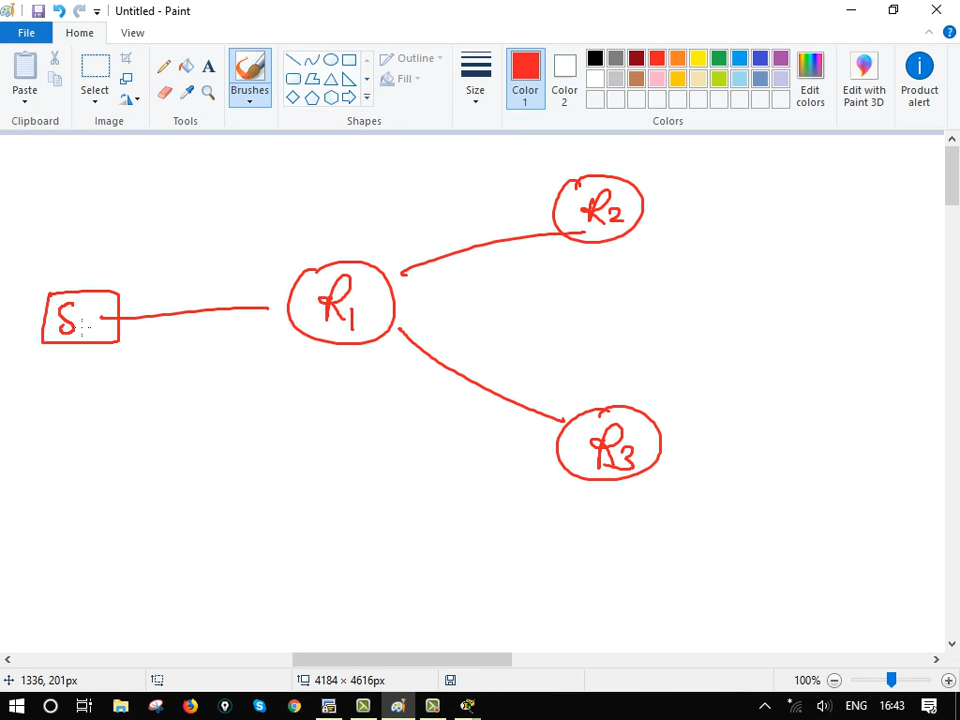 Untitled - Paint
File Home View
Paste
Clipboard
Select
Image
A
Tools
Brushes
Outline
Fill
Shapes
Size
Color 1
Color 2
Edit colors
Colors
Edit with Paint 3D
Product alert
R2
R1
S
R3
1336, 201px
4184 × 4616px
100%
ENG
16:43